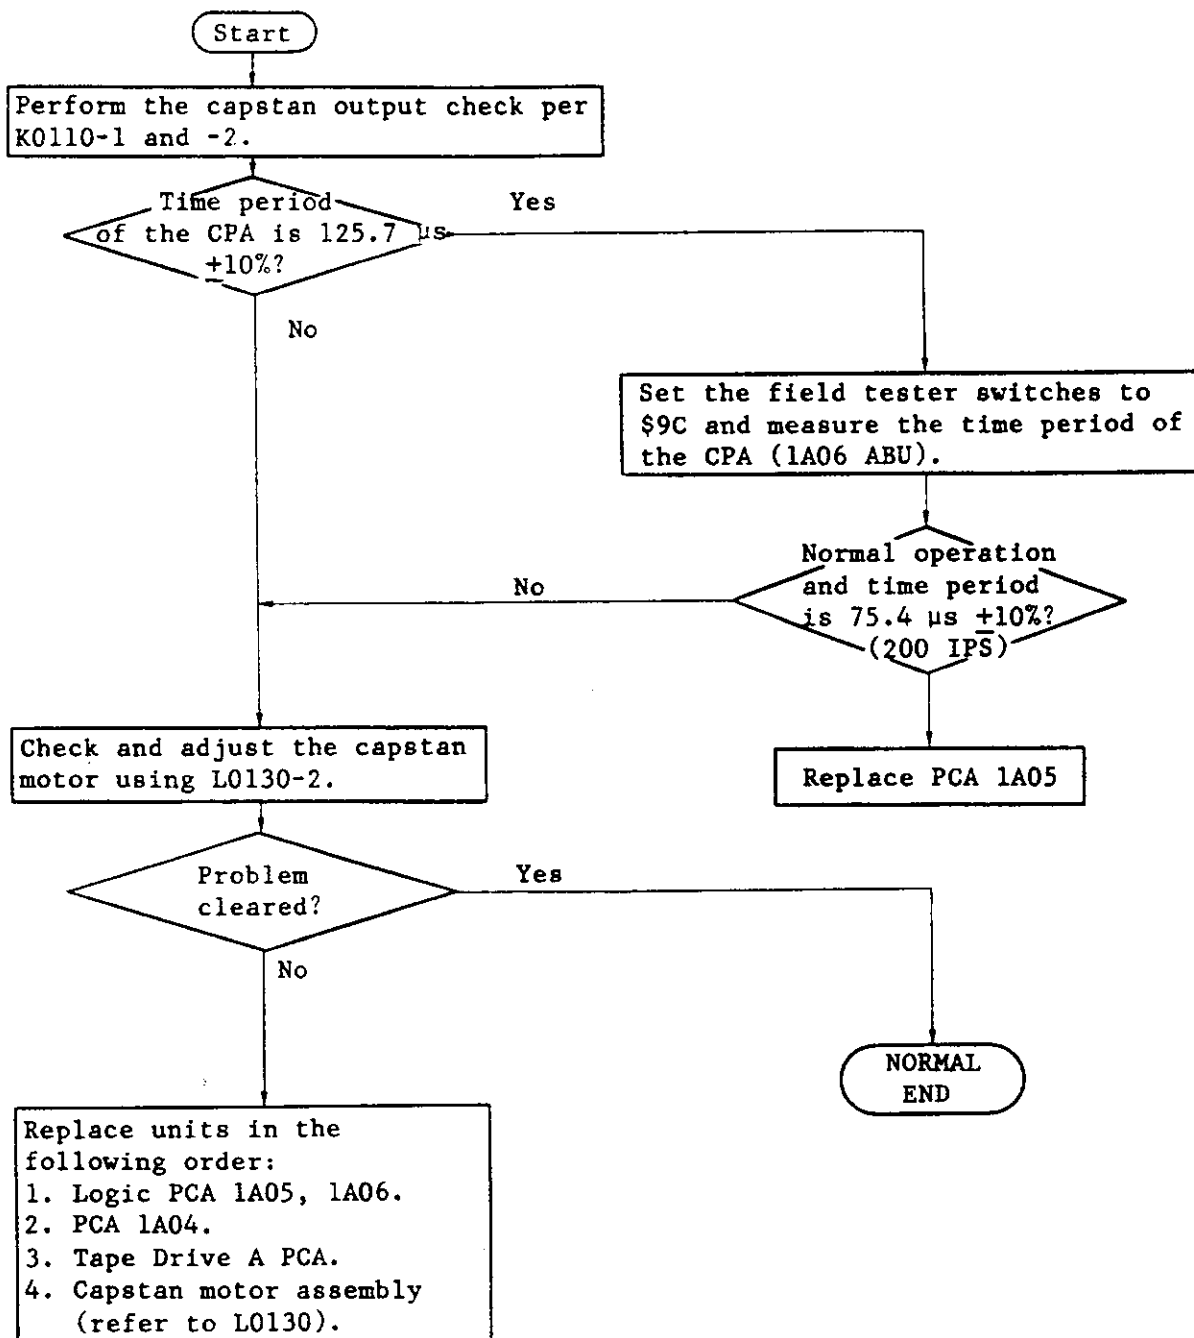 Start
Perform the capstan output check per
K0110-1 and -2.
Time period
of the CPA is 125.7 µs
±10%?
Yes
No
Set the field tester switches to
$9C and measure the time period of
the CPA (1A06 ABU).
Normal operation
and time period
is 75.4 µs ±10%?
(200 IPS)
No
Replace PCA 1A05
Check and adjust the capstan
motor using L0130-2.
Problem
cleared?
Yes
No
NORMAL
END
Replace units in the
following order:
1. Logic PCA 1A05, 1A06.
2. PCA 1A04.
3. Tape Drive A PCA.
4. Capstan motor assembly
(refer to L0130).